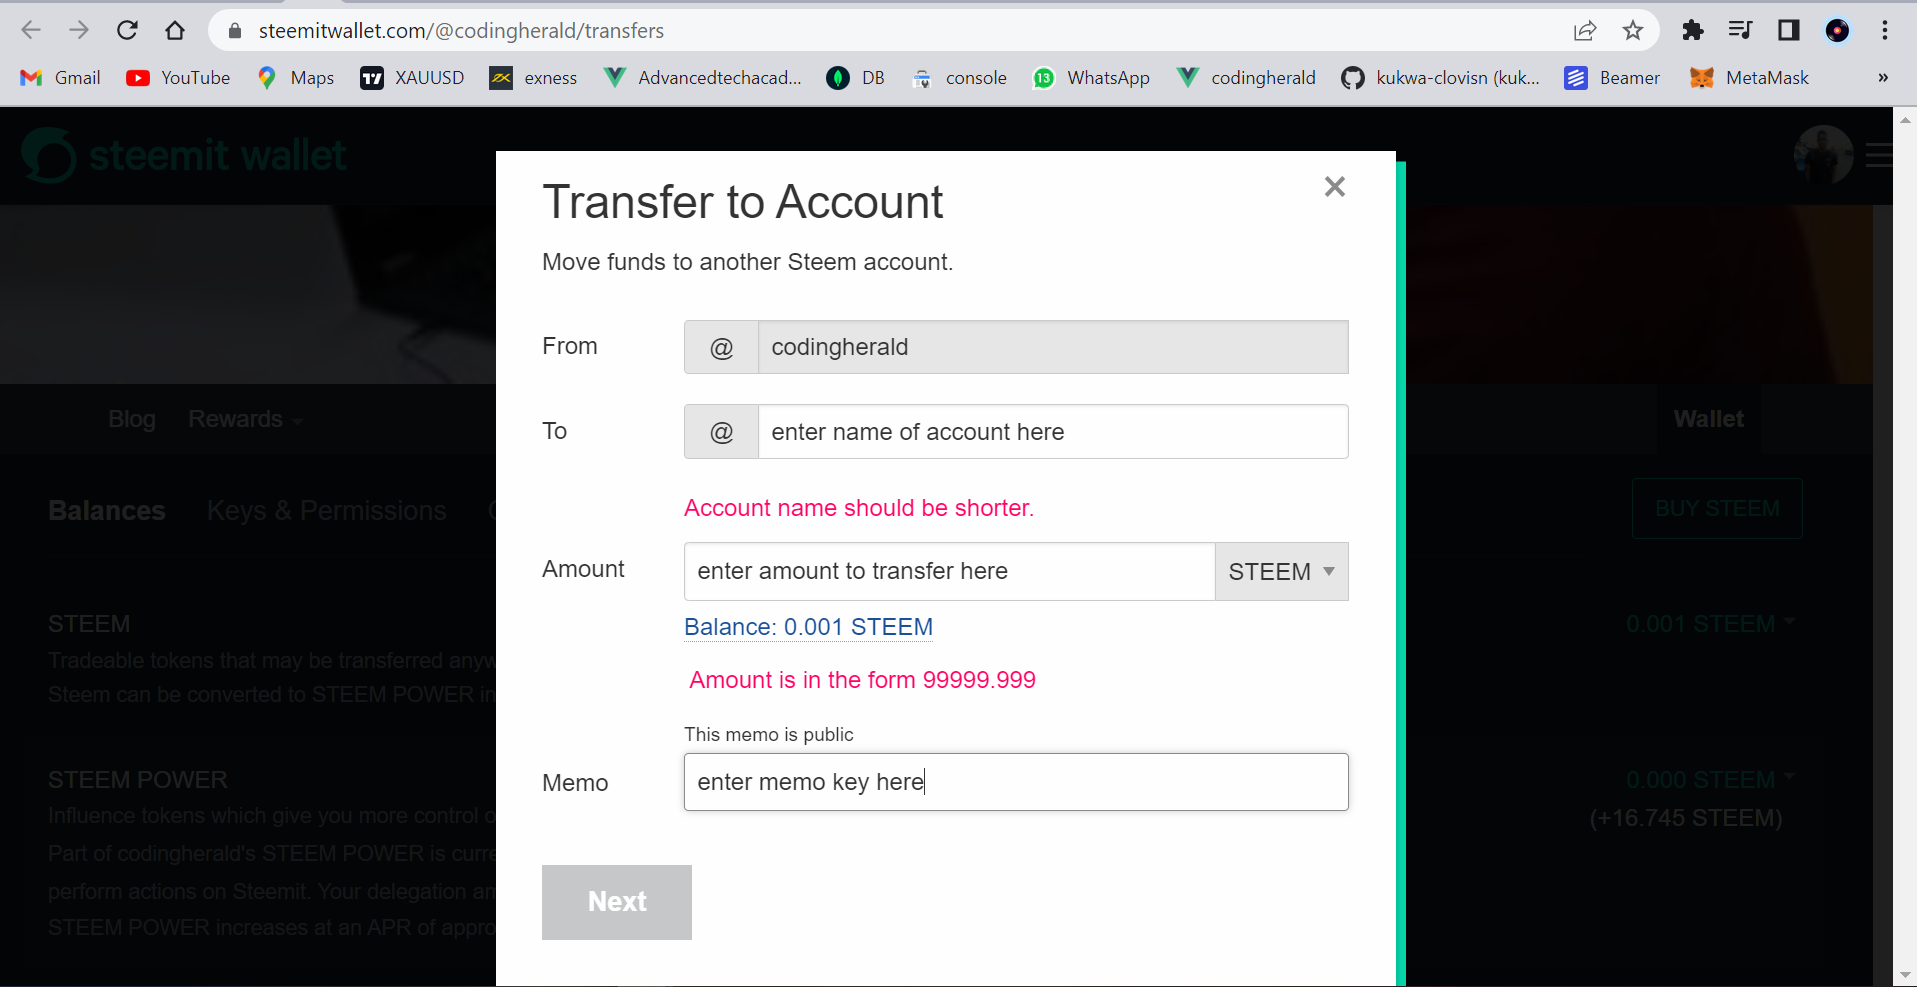 steemitwallet.com/@codingherald/transfers
Gmail YouTube Maps XAUUSD exness Advancedtechacad... DB console 13 WhatsApp codingherald kukwa-clovisn (kuk... Beamer MetaMask »
steemit wallet
Transfer to Account
Move funds to another Steem account.
From @ codingherald
Blog Rewards Wallet
To @ enter name of account here
Balances Keys & Permissions BUY STEEM
Account name should be shorter.
Amount enter amount to transfer here STEEM
STEEM 0.001 STEEM
Balance: 0.001 STEEM
Tradeable tokens that may be transferred anyw
Steem can be converted to STEEM POWER in
Amount is in the form 99999.999
This memo is public
STEEM POWER 0.000 STEEM
Memo enter memo key here
Influence tokens which give you more control o (+16.745 STEEM)
Part of codingherald's STEEM POWER is curre
perform actions on Steemit. Your delegation am
Next
STEEM POWER increases at an APR of appro